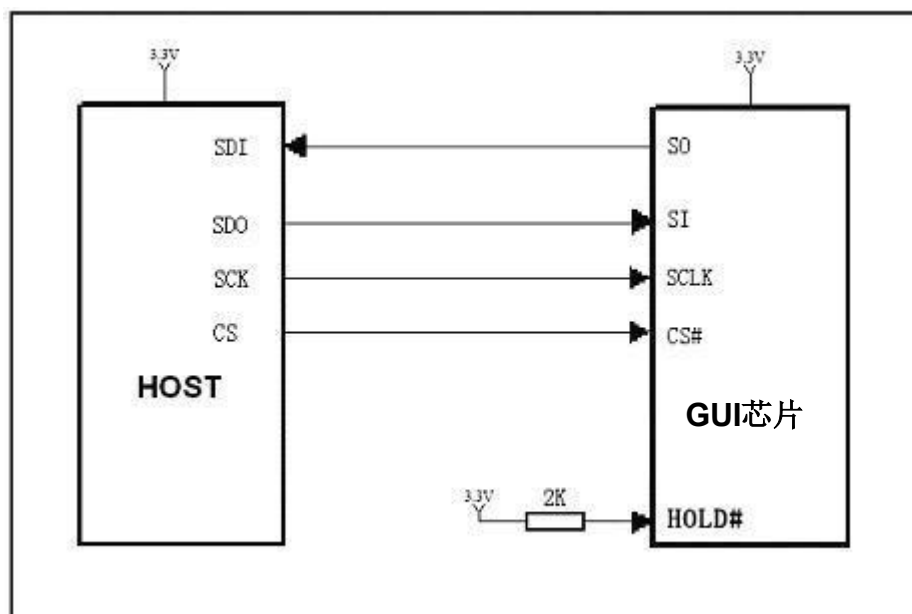 3.3V
3.3V
SDI
SO
SDO
SI
SCK
SCLK
CS
CS#
HOST
GUI芯片
3.3V
2K
HOLD#